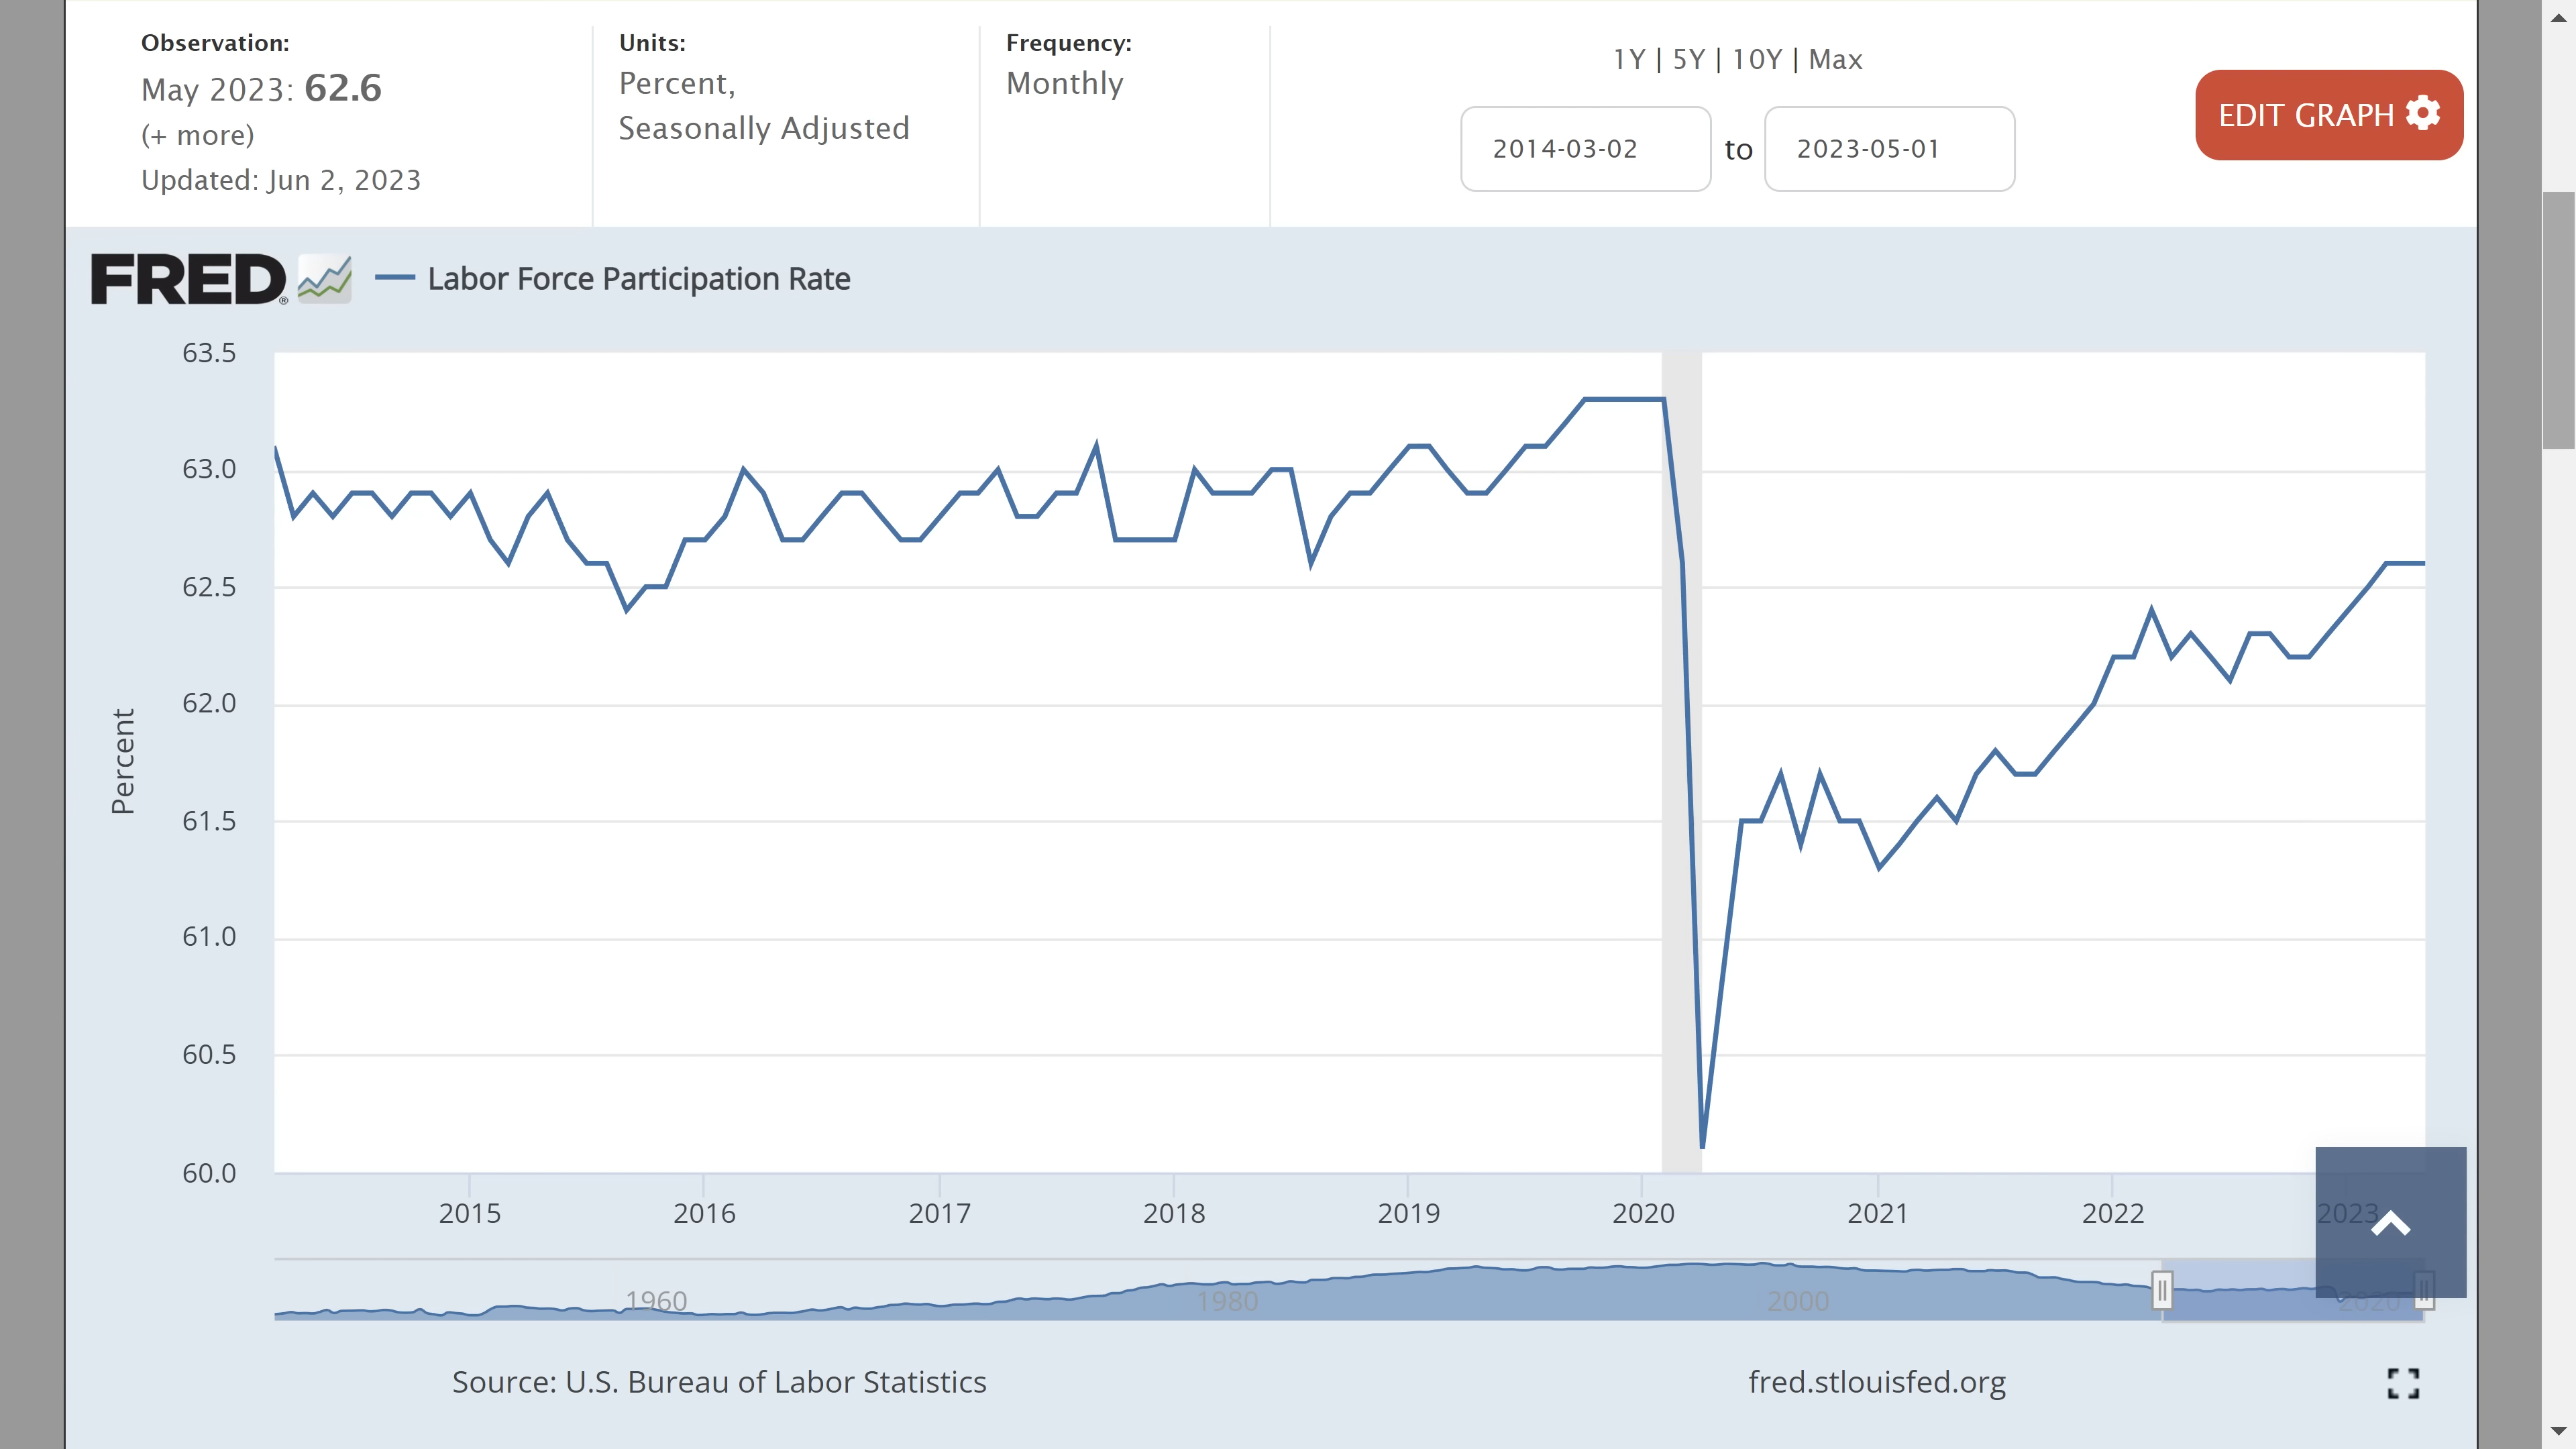 Observation:
May 2023: 62.6
(+ more)
Updated: Jun 2, 2023
Units:
Percent,
Seasonally Adjusted
Frequency:
Monthly
1Y | 5Y | 10Y | Max
2014-03-02 to 2023-05-01
EDIT GRAPH
FRED® Labor Force Participation Rate
63.5
63.0
62.5
62.0
61.5
61.0
60.5
60.0
Percent
2015 2016 2017 2018 2019 2020 2021 2022 2023
1960 1980 2000 2020
Source: U.S. Bureau of Labor Statistics
fred.stlouisfed.org